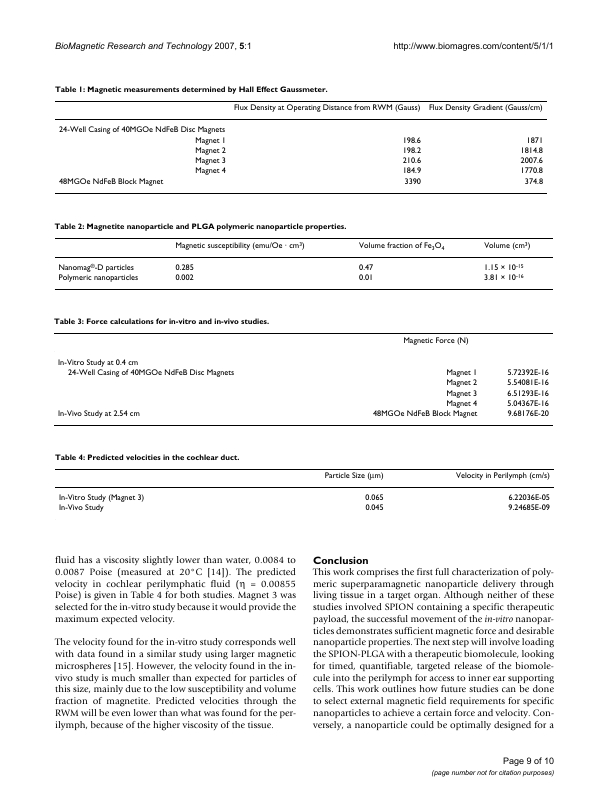 BioMagnetic Research and Technology 2007, 5:1
http://www.biomagres.com/content/5/1/1
Table 1: Magnetic measurements determined by Hall Effect Gaussmeter.
Flux Density at Operating Distance from RWM (Gauss) Flux Density Gradient (Gauss/cm)
24-Well Casing of 40MGOe NdFeB Disc Magnets
Magnet 1 198.6 1871
Magnet 2 198.2 1814.8
Magnet 3 210.6 2007.6
Magnet 4 184.9 1770.8
48MGOe NdFeB Block Magnet 3390 374.8
Table 2: Magnetite nanoparticle and PLGA polymeric nanoparticle properties.
Magnetic susceptibility (emu/Oe · cm³) Volume fraction of Fe₃O₄ Volume (cm³)
Nanomag®-D particles 0.285 0.47 1.15 × 10⁻¹⁵
Polymeric nanoparticles 0.002 0.01 3.81 × 10⁻¹⁶
Table 3: Force calculations for in-vitro and in-vivo studies.
Magnetic Force (N)
In-Vitro Study at 0.4 cm
24-Well Casing of 40MGOe NdFeB Disc Magnets Magnet 1 5.72392E-16
Magnet 2 5.54081E-16
Magnet 3 6.51293E-16
Magnet 4 5.04367E-16
In-Vivo Study at 2.54 cm 48MGOe NdFeB Block Magnet 9.68176E-20
Table 4: Predicted velocities in the cochlear duct.
Particle Size (μm) Velocity in Perilymph (cm/s)
In-Vitro Study (Magnet 3) 0.065 6.22036E-05
In-Vivo Study 0.045 9.24685E-09
fluid has a viscosity slightly lower than water, 0.0084 to
0.0087 Poise (measured at 20°C [14]). The predicted
velocity in cochlear perilymphatic fluid (η = 0.00855
Poise) is given in Table 4 for both studies. Magnet 3 was
selected for the in-vitro study because it would provide the
maximum expected velocity.
The velocity found for the in-vitro study corresponds well
with data found in a similar study using larger magnetic
microspheres [15]. However, the velocity found in the in-
vivo study is much smaller than expected for particles of
this size, mainly due to the low susceptibility and volume
fraction of magnetite. Predicted velocities through the
RWM will be even lower than what was found for the per-
ilymph, because of the higher viscosity of the tissue.
Conclusion
This work comprises the first full characterization of poly-
meric superparamagnetic nanoparticle delivery through
living tissue in a target organ. Although neither of these
studies involved SPION containing a specific therapeutic
payload, the successful movement of the in-vitro nanopar-
ticles demonstrates sufficient magnetic force and desirable
nanoparticle properties. The next step will involve loading
the SPION-PLGA with a therapeutic biomolecule, looking
for timed, quantifiable, targeted release of the biomole-
cule into the perilymph for access to inner ear supporting
cells. This work outlines how future studies can be done
to select external magnetic field requirements for specific
nanoparticles to achieve a certain force and velocity. Con-
versely, a nanoparticle could be optimally designed for a
Page 9 of 10
(page number not for citation purposes)